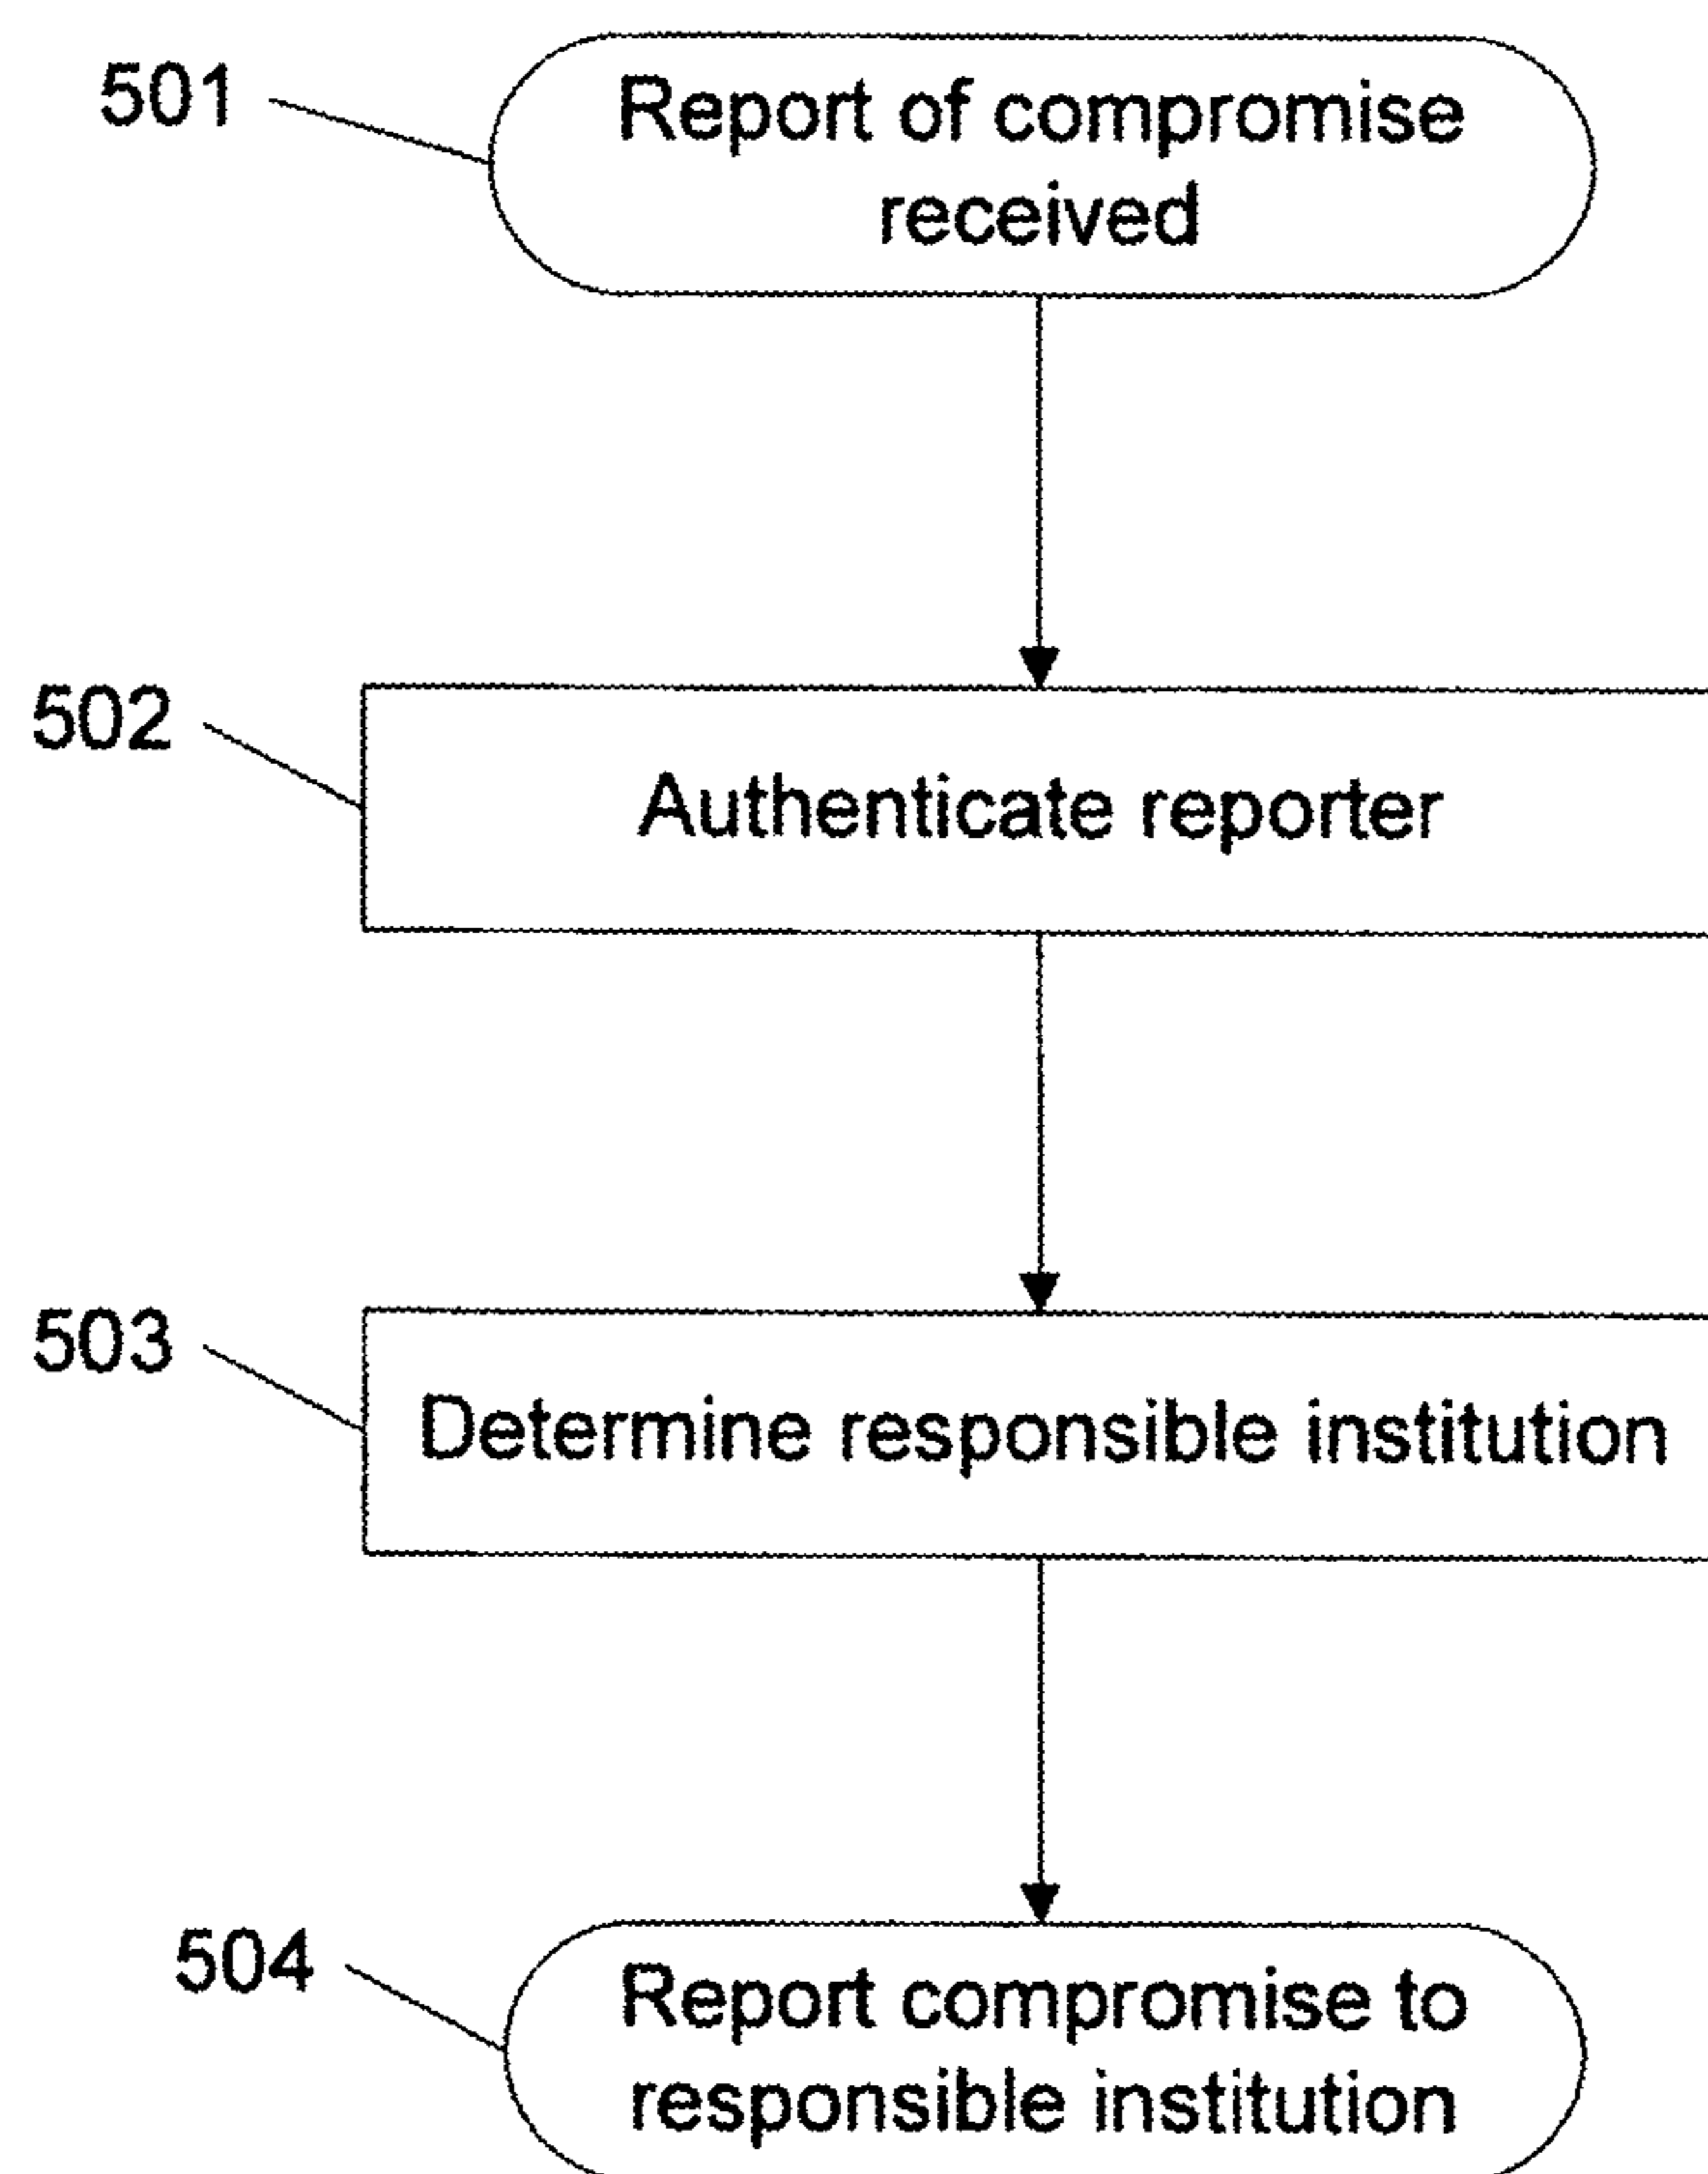 501
Report of compromise
received
502
Authenticate reporter
503
Determine responsible institution
504
Report compromise to
responsible institution